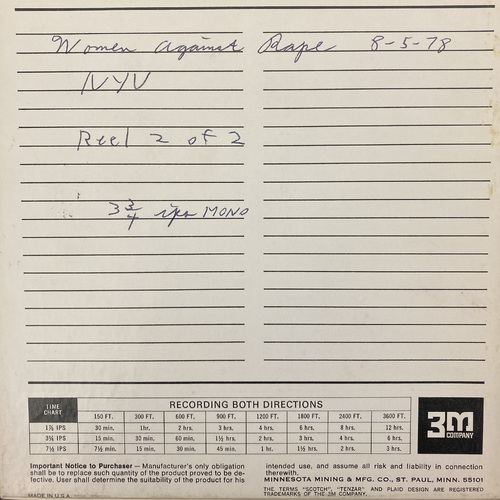 Women Against Rape 8-5-78
NYU
Reel 2 of 2
3 3/4 ips MONO
TIME CHART
RECORDING BOTH DIRECTIONS
150 FT. 300 FT. 600 FT. 900 FT. 1200 FT. 1800 FT. 2400 FT. 3600 FT.
1⅞ IPS 30 min. 1hr. 2 hrs. 3 hrs. 4 hrs. 6 hrs. 8 hrs. 12 hrs.
3¾ IPS 15 min. 30 min. 60 min. 1½ hrs. 2 hrs. 3 hrs. 4 hrs. 6 hrs.
7½ IPS 7½ min. 15 min. 30 min. 45 min. 1 hr. 1½ hrs. 2 hrs. 3 hrs.
3M COMPANY
Important Notice to Purchaser — Manufacturer's only obligation
shall be to replace such quantity of the product proved to be de-
fective. User shall determine the suitability of the product for his
intended use, and assume all risk and liability in connection
therewith.
MINNESOTA MINING & MFG. CO., ST. PAUL, MINN. 55101
THE TERMS "SCOTCH", "TENZAR", AND PLAID DESIGN ARE REGISTERED
TRADEMARKS OF THE 3M COMPANY.
MADE IN U.S.A.